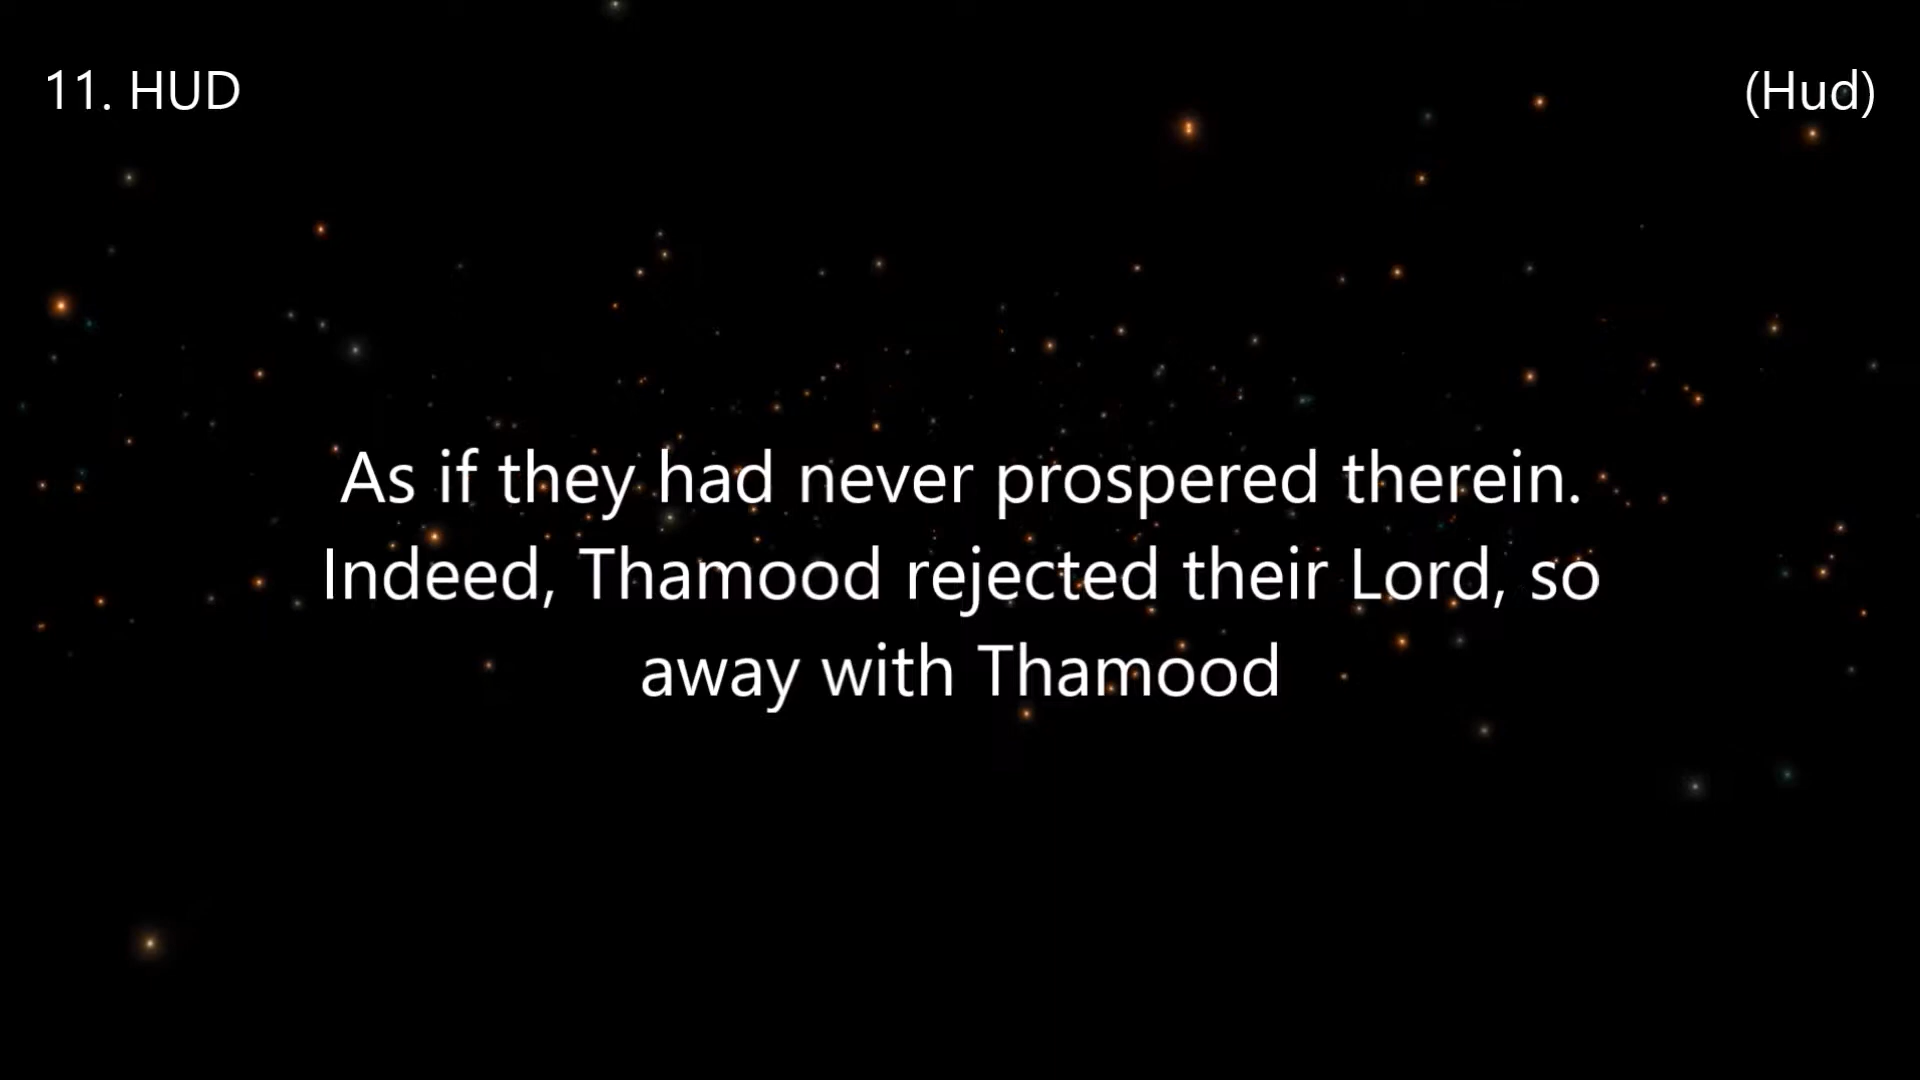 11. HUD
(Hud)
As if they had never prospered therein.
Indeed, Thamood rejected their Lord, so
away with Thamood